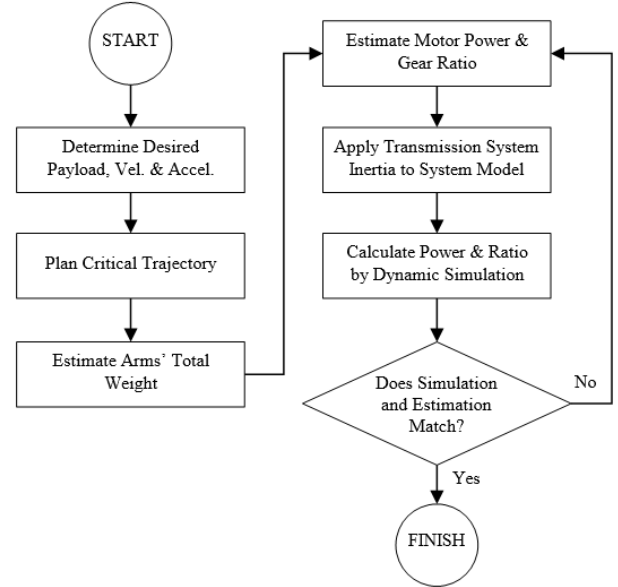 START
Determine Desired
Payload, Vel. & Accel.
Plan Critical Trajectory
Estimate Arms’ Total
Weight
Estimate Motor Power &
Gear Ratio
Apply Transmission System
Inertia to System Model
Calculate Power & Ratio
by Dynamic Simulation
Does Simulation
and Estimation
Match?
No
Yes
FINISH